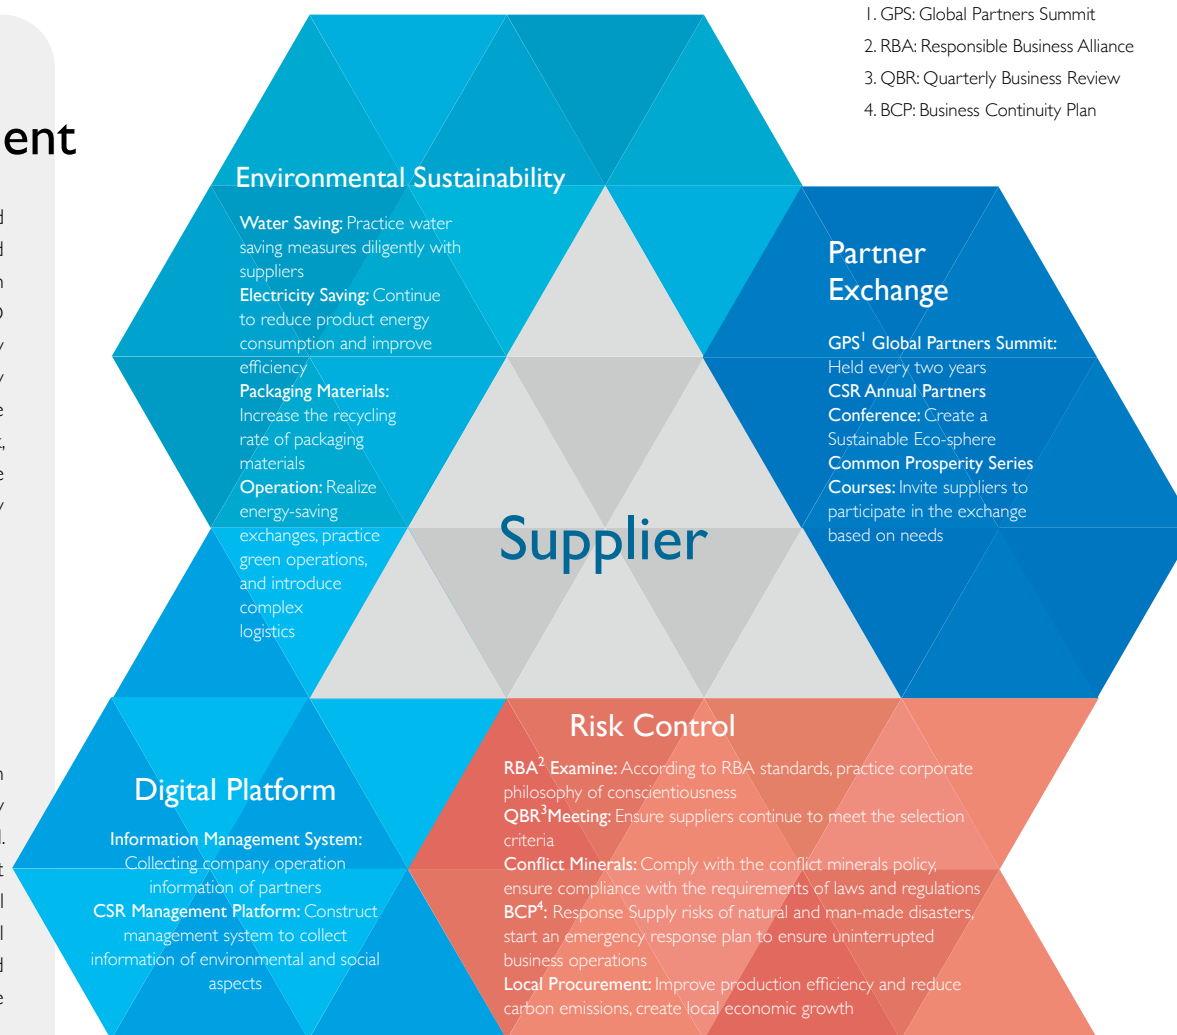 1. GPS: Global Partners Summit
2. RBA: Responsible Business Alliance
3. QBR: Quarterly Business Review
4. BCP: Business Continuity Plan
ent
Environmental Sustainability
Water Saving: Practice water
saving measures diligently with
suppliers
Electricity Saving: Continue
to reduce product energy
consumption and improve
efficiency
Packaging Materials:
Increase the recycling
rate of packaging
materials
Operation: Realize
energy-saving
exchanges, practice
green operations,
and introduce
complex
logistics
Partner
Exchange
GPS¹ Global Partners Summit:
Held every two years
CSR Annual Partners
Conference: Create a
Sustainable Eco-sphere
Common Prosperity Series
Courses: Invite suppliers to
participate in the exchange
based on needs
Supplier
Digital Platform
Information Management System:
Collecting company operation
information of partners
CSR Management Platform: Construct
management system to collect
information of environmental and social
aspects
Risk Control
RBA² Examine: According to RBA standards, practice corporate
philosophy of conscientiousness
QBR³Meeting: Ensure suppliers continue to meet the selection
criteria
Conflict Minerals: Comply with the conflict minerals policy,
ensure compliance with the requirements of laws and regulations
BCP⁴: Response Supply risks of natural and man-made disasters,
start an emergency response plan to ensure uninterrupted
business operations
Local Procurement: Improve production efficiency and reduce
carbon emissions, create local economic growth